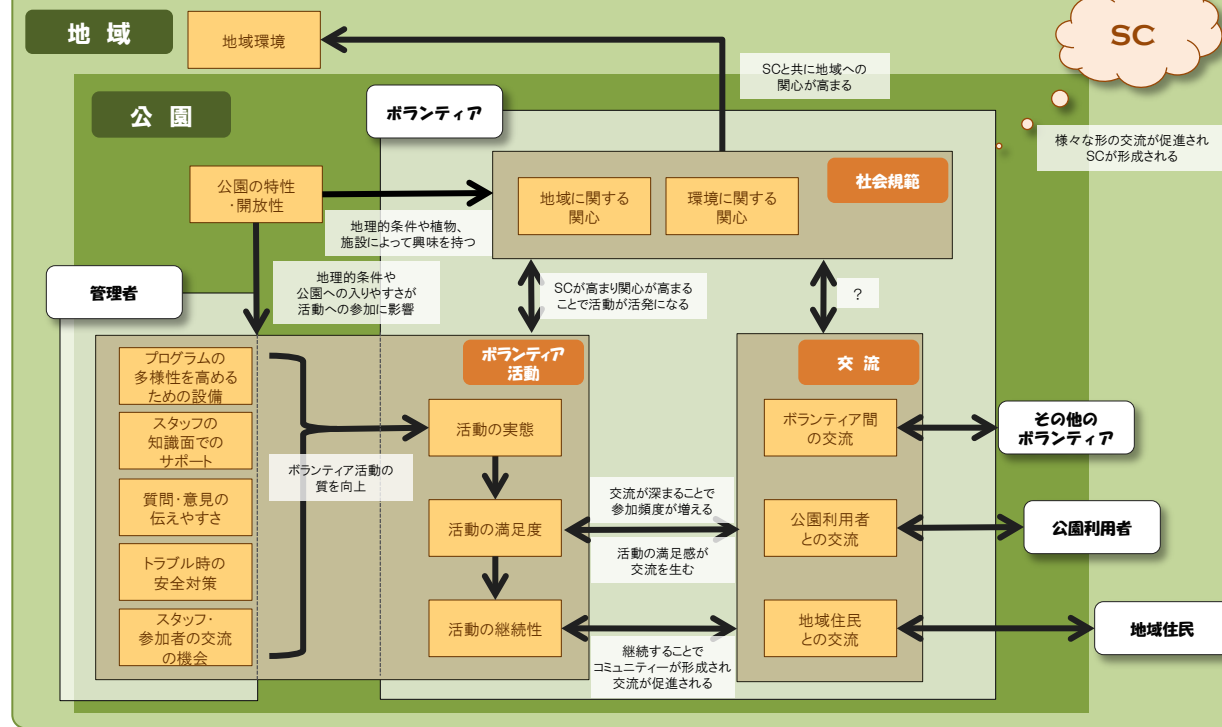 地 域
地域環境
SC
SCと共に地域への
関心が高まる
公 園
ボランティア
様々な形の交流が促進され
SCが形成される
公園の特性
・開放性
社会規範
地域に関する
関心
環境に関する
関心
地理的条件や植物、
施設によって興味を持つ
管理者
地理的条件や
公園への入りやすさが
活動への参加に影響
SCが高まり関心が高まる
ことで活動が活発になる
?
プログラムの
多様性を高める
ための設備
スタッフの
知識面での
サポート
質問・意見の
伝えやすさ
トラブル時の
安全対策
スタッフ・
参加者の交流
の機会
ボランティア活動の
質を向上
ボランティア
活動
活動の実態
活動の満足度
活動の継続性
交流が深まることで
参加頻度が増える
活動の満足感が
交流を生む
継続することで
コミュニティーが形成され
交流が促進される
交 流
ボランティア間
の交流
公園利用者
との交流
地域住民
との交流
その他の
ボランティア
公園利用者
地域住民